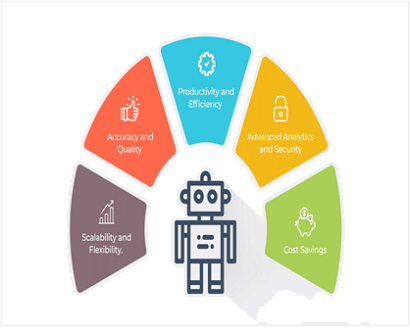 Productivity and
Efficiency
Accuracy and
Quality
Advanced Analytics
and Security
Scalability and
Flexibility.
Cost Savings